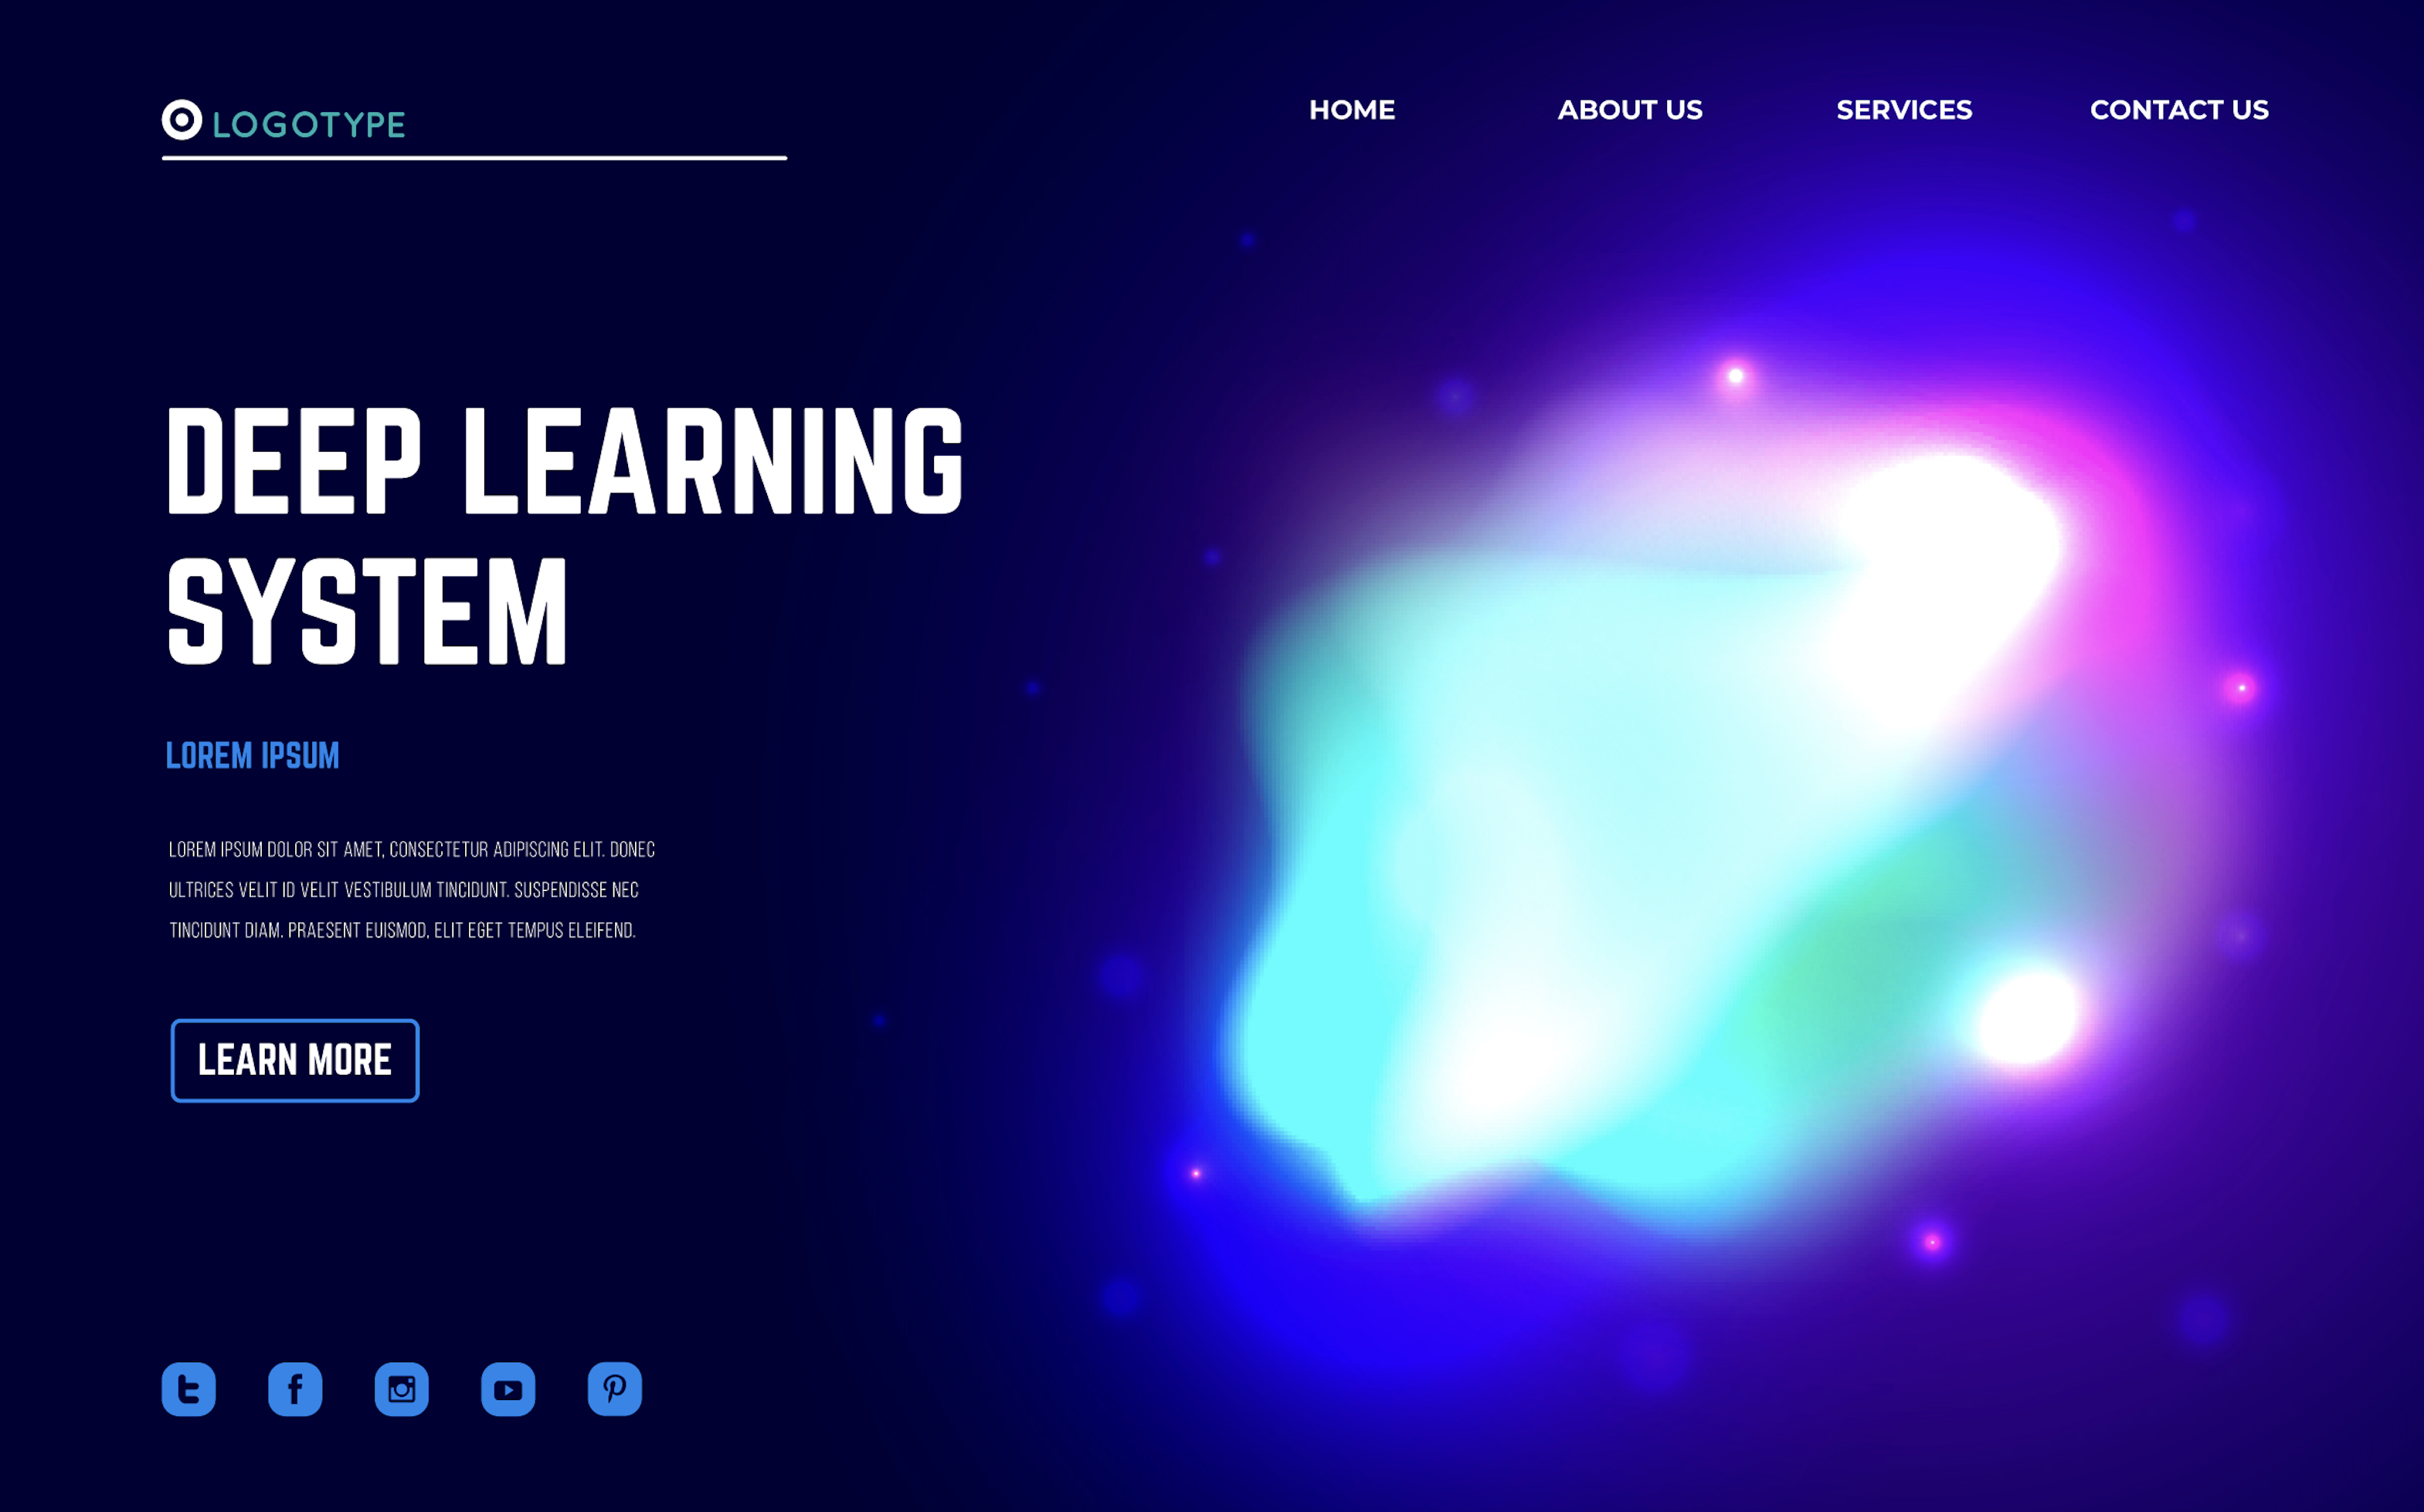 LOGOTYPE
HOME ABOUT US SERVICES CONTACT US
DEEP LEARNING
SYSTEM
LOREM IPSUM
LOREM IPSUM DOLOR SIT AMET, CONSECTETUR ADIPISCING ELIT. DONEC
ULTRICES VELIT ID VELIT VESTIBULUM TINCIDUNT. SUSPENDISSE NEC
TINCIDUNT DIAM. PRAESENT EUISMOD, ELIT EGET TEMPUS ELEIFEND.
LEARN MORE